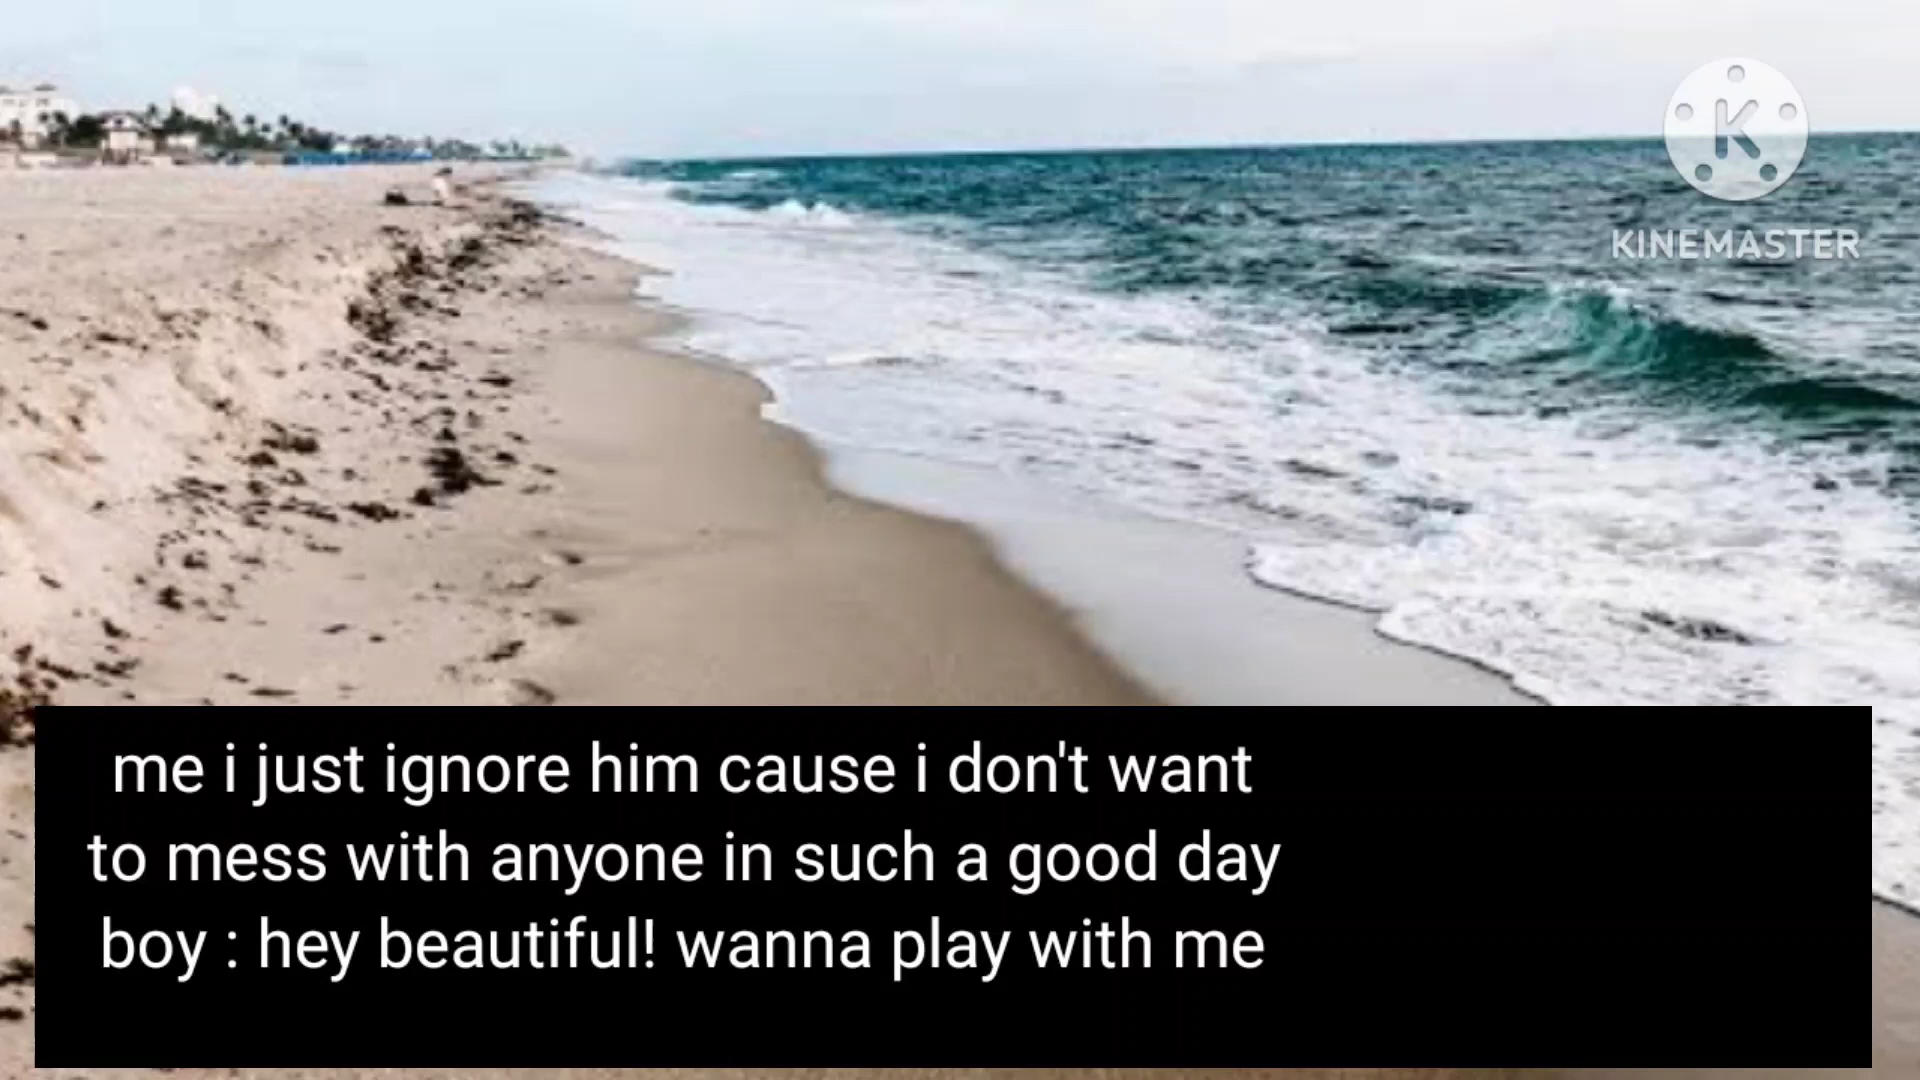 K
KINEMASTER
me i just ignore him cause i don't want
to mess with anyone in such a good day
boy : hey beautiful! wanna play with me